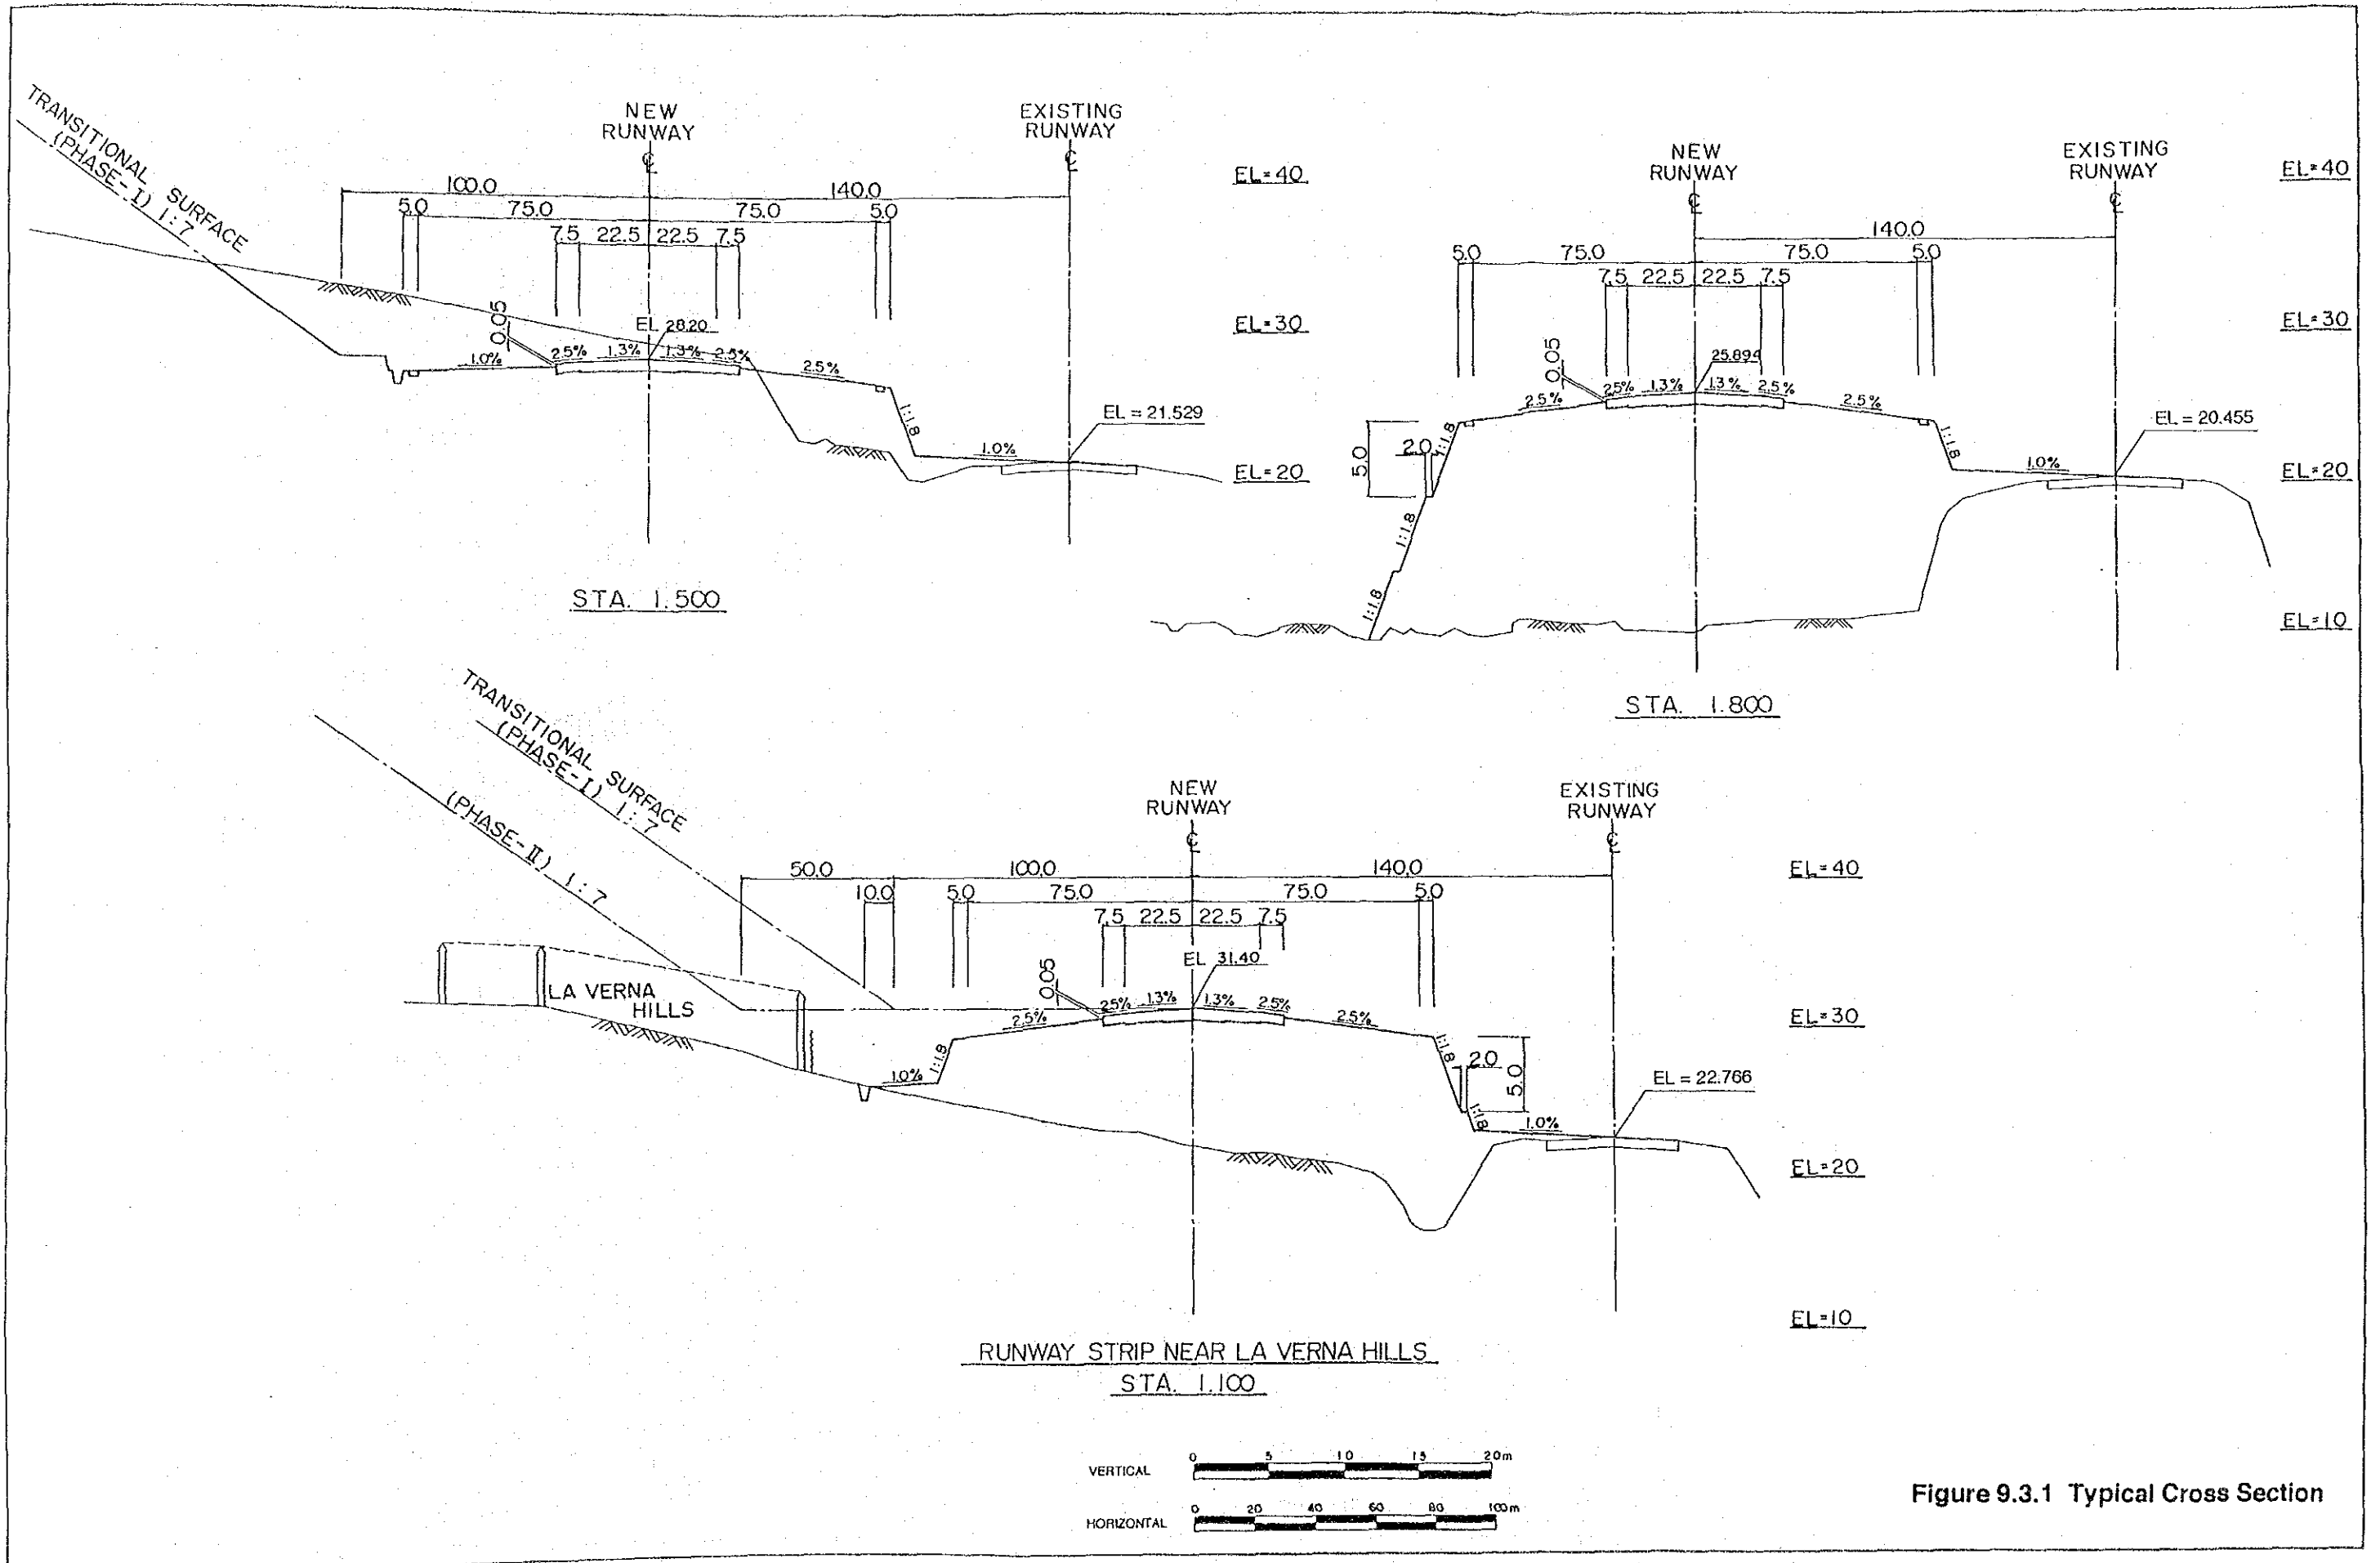 TRANSITIONAL SURFACE
(PHASE-I) 1:7
NEW
RUNWAY
℄
EXISTING
RUNWAY
℄
100.0
140.0
5.0
75.0
75.0
5.0
7.5
22.5
22.5
7.5
0.05
EL 28.20
1.0%
2.5%
1.3%
1.3%
2.5%
2.5%
1:1.8
1.0%
EL = 21.529
EL=40
EL=30
EL=20
STA. 1.500
NEW
RUNWAY
℄
EXISTING
RUNWAY
℄
140.0
5.0
75.0
75.0
5.0
7.5
22.5
22.5
7.5
0.05
25.894
2.5%
2.5%
1.3%
1.3%
2.5%
2.5%
5.0
2.0
1:1.8
1:1.8
1:1.8
1:1.8
1.0%
EL = 20.455
EL=40
EL=30
EL=20
EL=10
STA. 1.800
TRANSITIONAL SURFACE
(PHASE-I) 1:7
(PHASE-II) 1:7
NEW
RUNWAY
℄
EXISTING
RUNWAY
℄
50.0
100.0
140.0
10.0
5.0
75.0
75.0
5.0
7.5
22.5
22.5
7.5
0.05
EL 31.40
LA VERNA
HILLS
1.0%
1:1.8
2.5%
2.5%
1.3%
1.3%
2.5%
2.5%
1:1.8
2.0
5.0
1:1.8
1.0%
EL = 22.766
EL=40
EL=30
EL=20
EL=10
RUNWAY STRIP NEAR LA VERNA HILLS
STA. 1.100
VERTICAL
0 5 10 15 20m
HORIZONTAL
0 20 40 60 80 100m
Figure 9.3.1 Typical Cross Section